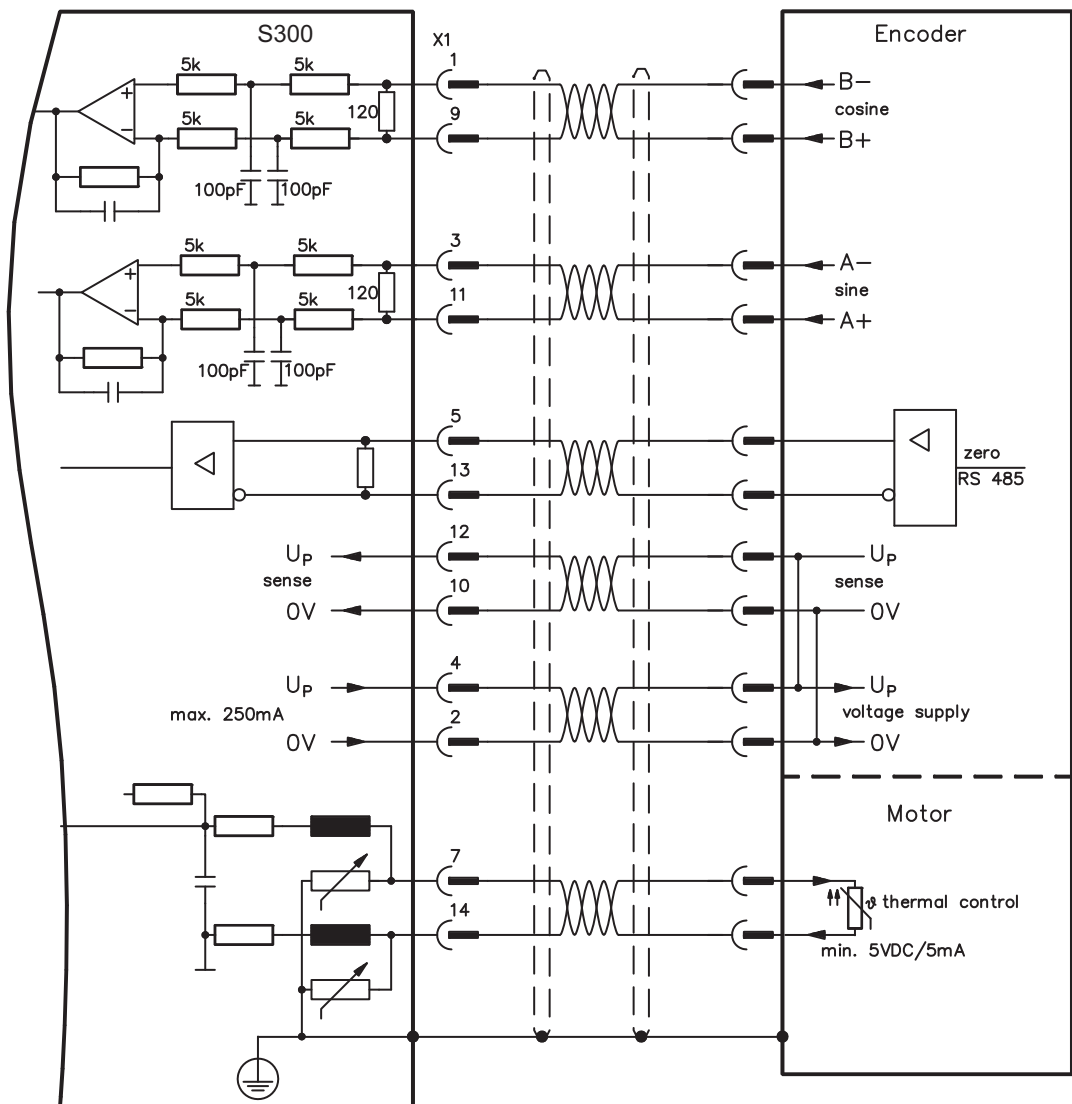 S300
X1
Encoder
5k
5k
1
B-
120
cosine
5k
5k
9
B+
100pF
100pF
5k
5k
3
A-
120
sine
5k
5k
11
A+
100pF
100pF
5
zero
13
RS 485
UP
12
UP
sense
sense
0V
10
0V
UP
4
UP
max. 250mA
voltage supply
0V
2
0V
Motor
7
ϑ thermal control
14
min. 5VDC/5mA